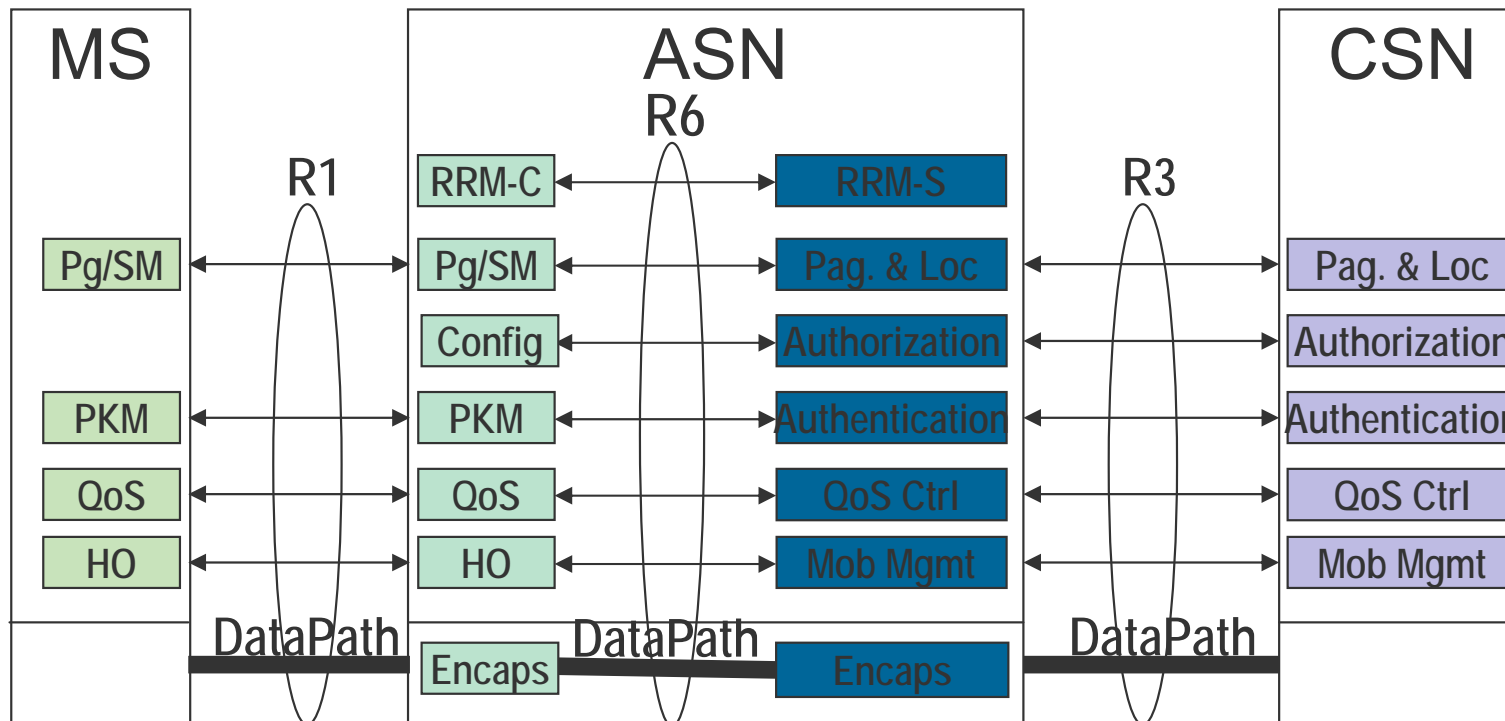 MS
ASN
CSN
R1
R6
R3
RRM-C
RRM-S
Pg/SM
Pg/SM
Pag. & Loc
Pag. & Loc
Config
Authorization
Authorization
PKM
PKM
Authentication
Authentication
QoS
QoS
QoS Ctrl
QoS Ctrl
HO
HO
Mob Mgmt
Mob Mgmt
DataPath
DataPath
DataPath
Encaps
Encaps